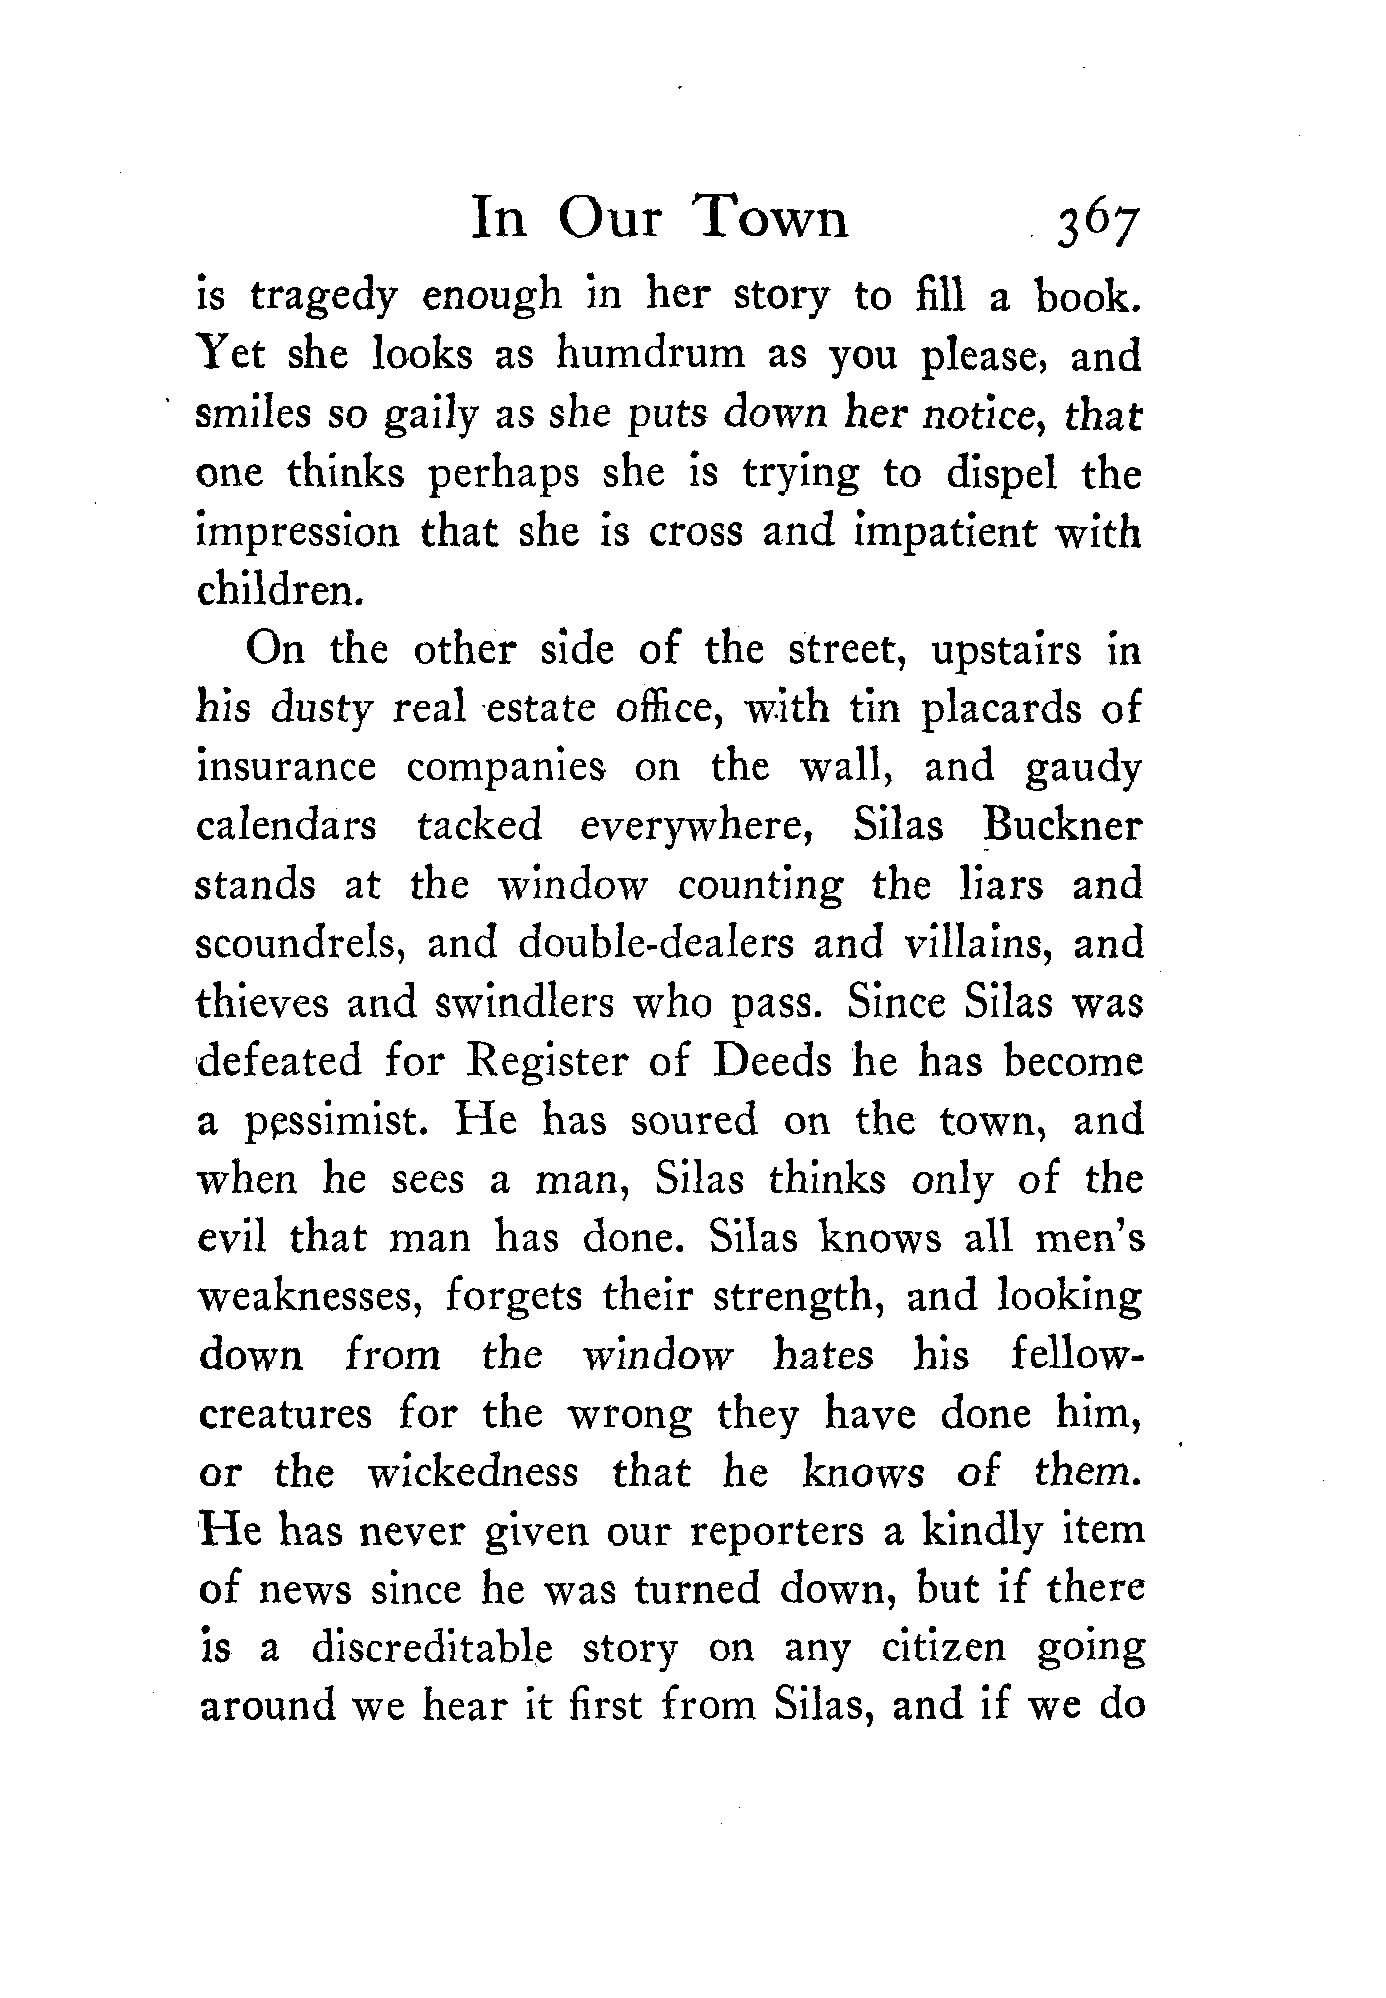 In Our Town 367
is tragedy enough in her story to fill a book.
Yet she looks as humdrum as you please, and
smiles so gaily as she puts down her notice, that
one thinks perhaps she is trying to dispel the
impression that she is cross and impatient with
children.
On the other side of the street, upstairs in
his dusty real estate office, with tin placards of
insurance companies on the wall, and gaudy
calendars tacked everywhere, Silas Buckner
stands at the window counting the liars and
scoundrels, and double-dealers and villains, and
thieves and swindlers who pass. Since Silas was
defeated for Register of Deeds he has become
a pessimist. He has soured on the town, and
when he sees a man, Silas thinks only of the
evil that man has done. Silas knows all men's
weaknesses, forgets their strength, and looking
down from the window hates his fellow-
creatures for the wrong they have done him,
or the wickedness that he knows of them.
He has never given our reporters a kindly item
of news since he was turned down, but if there
is a discreditable story on any citizen going
around we hear it first from Silas, and if we do